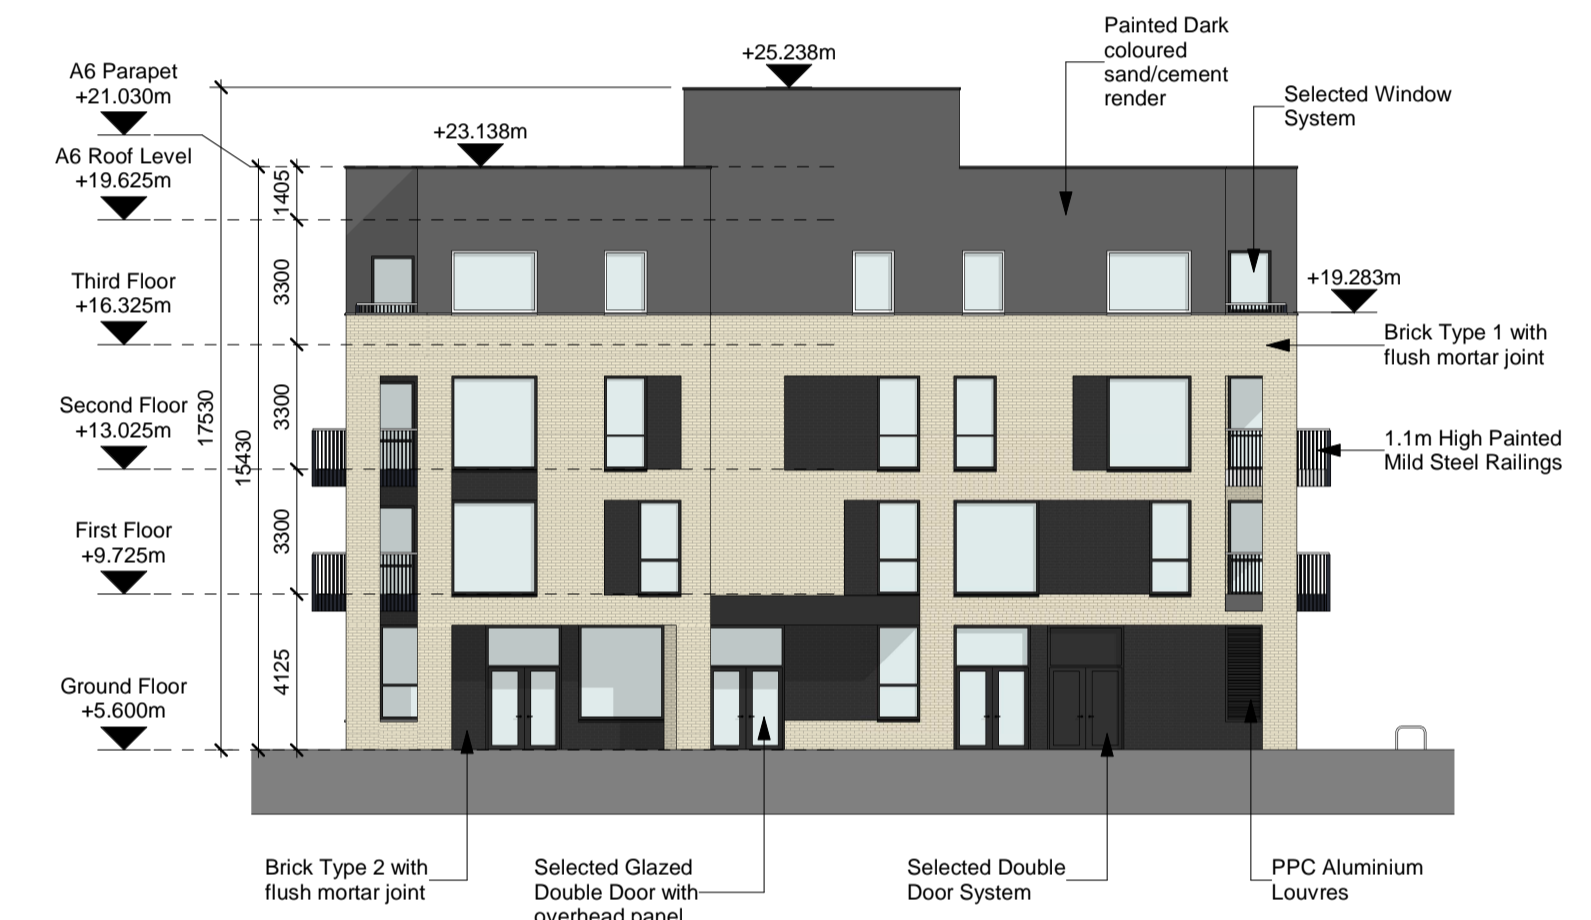 Painted Dark
coloured
sand/cement
render
+25.238m
A6 Parapet
+21.030m
Selected Window
System
+23.138m
A6 Roof Level
+19.625m
1405
3300
Third Floor
+16.325m
+19.283m
Brick Type 1 with
flush mortar joint
17530
15430
3300
Second Floor
+13.025m
1.1m High Painted
Mild Steel Railings
3300
First Floor
+9.725m
4125
Ground Floor
+5.600m
Brick Type 2 with
flush mortar joint
Selected Glazed
Double Door with
overhead panel
Selected Double
Door System
PPC Aluminium
Louvres